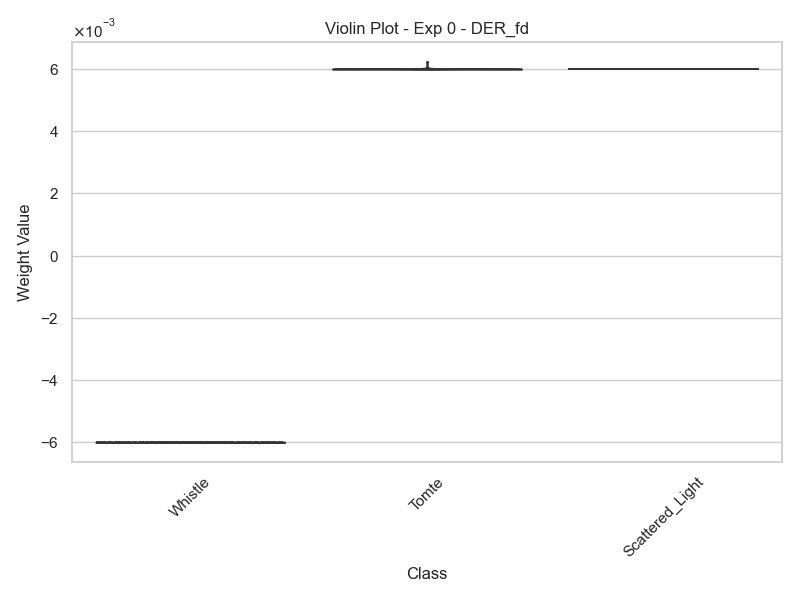 Violin Plot - Exp 0 - DER_fd
×10⁻³
6
4
2
0
−2
−4
−6
Weight Value
Whistle
Tomte
Scattered_Light
Class